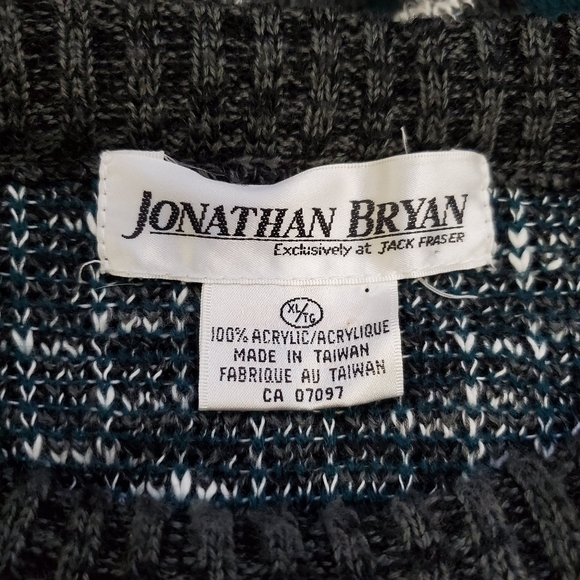 JONATHAN BRYAN
Exclusively at JACK FRASER
XL/TG
100% ACRYLIC/ACRYLIQUE
MADE IN TAIWAN
FABRIQUE AU TAIWAN
CA 07097